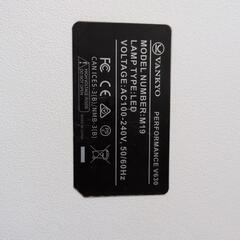 VANKYO
PERFORMANCE V630
MODEL NUMBER: M19
LAMP TYPE:LED
VOLTAGE:AC100-240V, 50/60Hz
CAN ICES-3(B)/NMB-3(B)